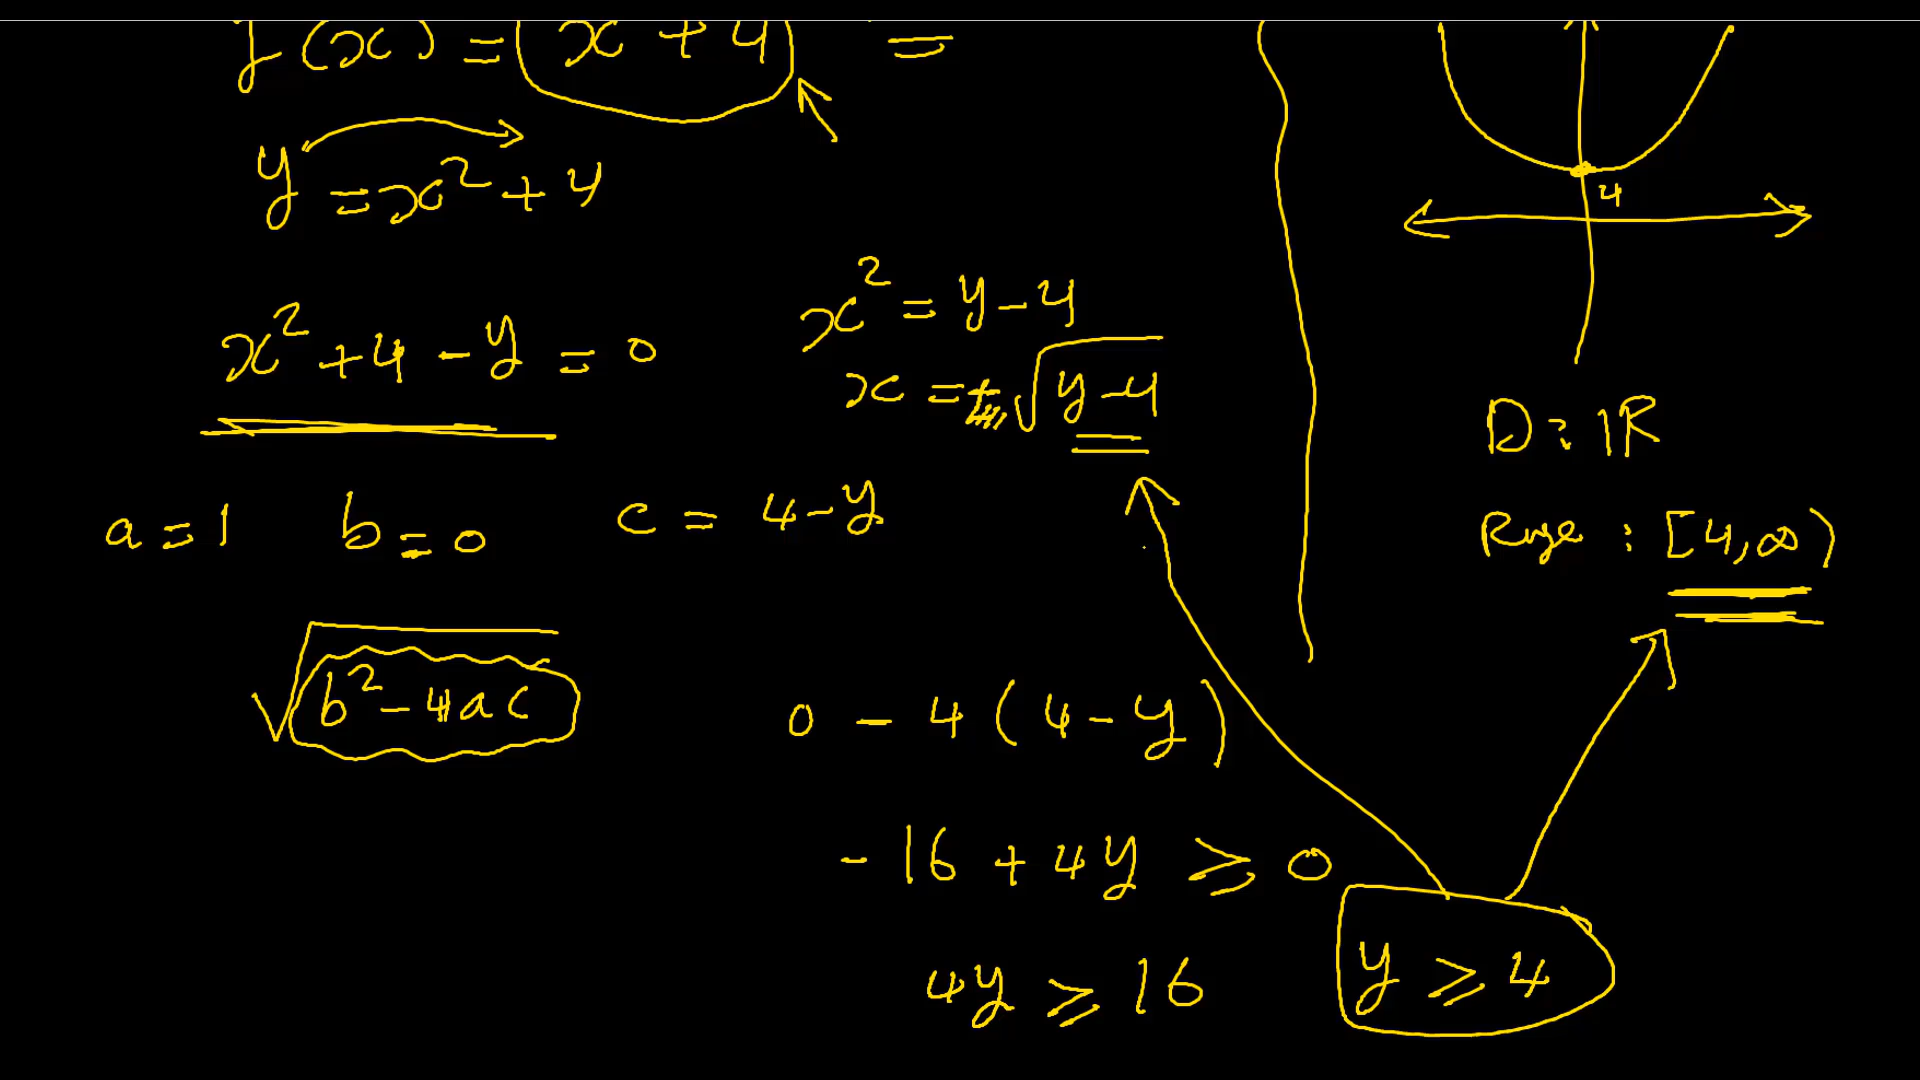 f(x) = (x + 4) =
y = x² + 4
x² + 4 - y = 0
x² = y - 4
x = ±√(y - 4)
a = 1 b = 0 c = 4 - y
√(b² - 4ac)
0 - 4(4 - y)
-16 + 4y ≥ 0
4y ≥ 16
y ≥ 4
4
D: ℝ
Range : [4, ∞)